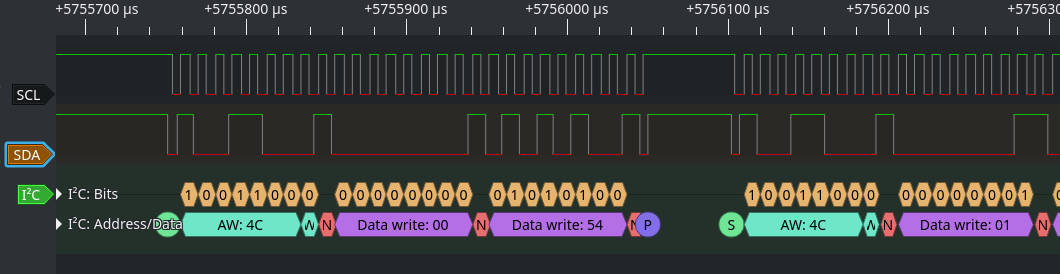 +5755700 µs +5755800 µs +5755900 µs +5756000 µs +5756100 µs +5756200 µs +5756300
SCL
SDA
I²C I²C: Bits 1 0 0 1 1 0 0 0 0 0 0 0 0 0 0 0 0 1 0 1 0 1 0 0 1 0 0 1 1 0 0 0 0 0 0 0 0 0 0 1 0
I²C: Address/Data AW: 4C W N Data write: 00 N Data write: 54 N P S AW: 4C W N Data write: 01 N